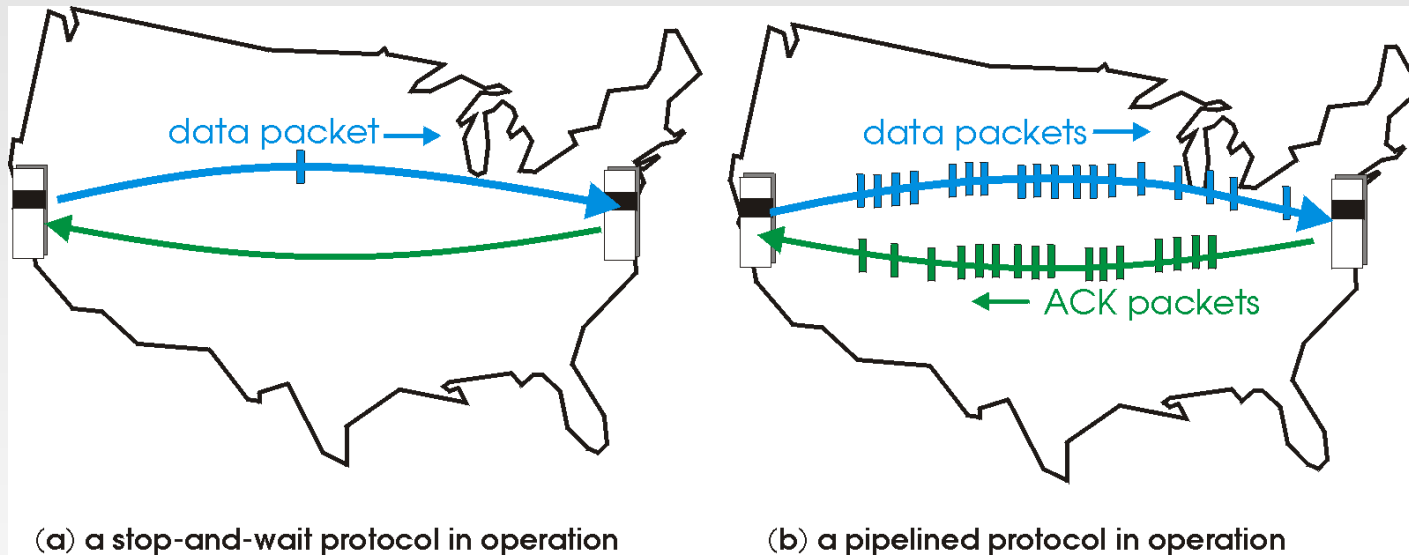 data packet
(a) a stop-and-wait protocol in operation
data packets
ACK packets
(b) a pipelined protocol in operation